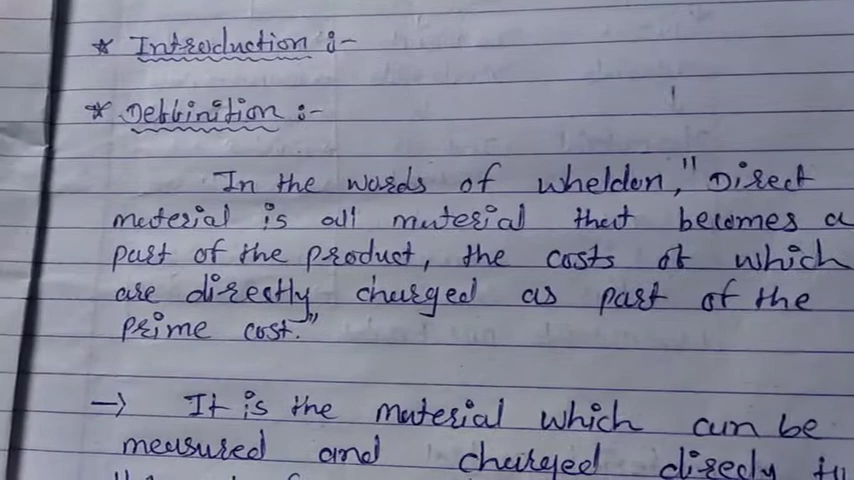 * Introduction :-
* Deffinition :-
In the words of wheldon, "Direct
material is all material that becomes a
part of the product, the costs of which
are directly charged as part of the
prime cost."
→ It is the material which can be
measured and charged direcly